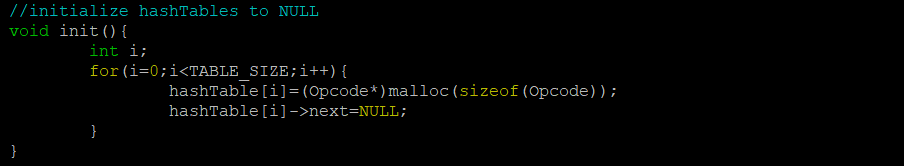 //initialize hashTables to NULL
void init(){
        int i;
        for(i=0;i<TABLE_SIZE;i++){
                hashTable[i]=(Opcode*)malloc(sizeof(Opcode));
                hashTable[i]->next=NULL;
        }
}